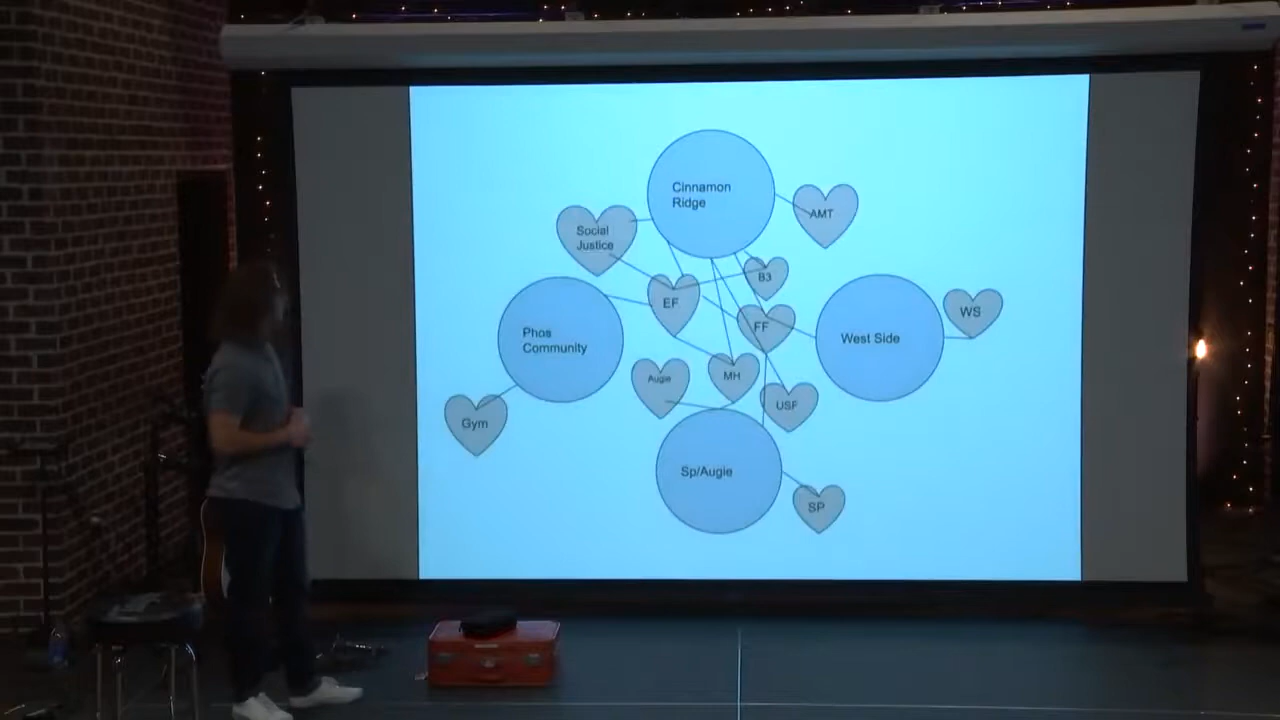 Cinnamon
Ridge
AMT
Social
Justice
B3
EF
WS
FF
Phos
Community
West Side
MH
Augie
USF
Gym
Sp/Augie
SP